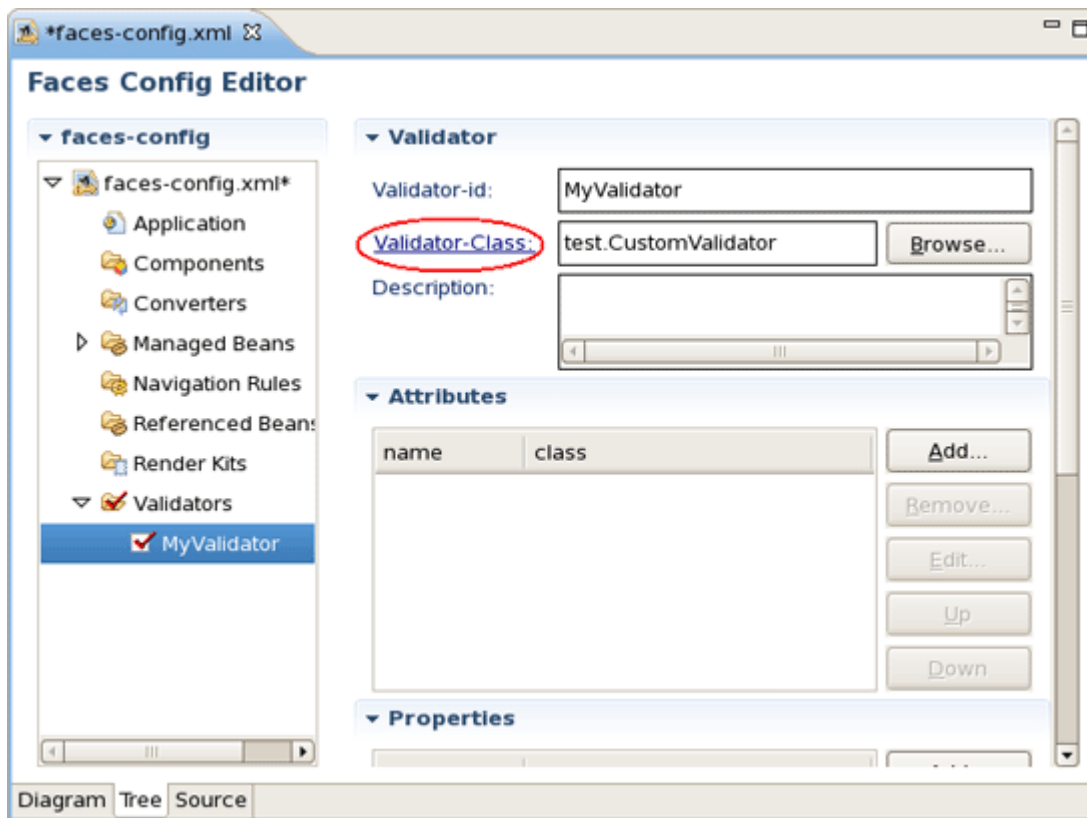 *faces-config.xml
Faces Config Editor
faces-config
faces-config.xml*
Application
Components
Converters
Managed Beans
Navigation Rules
Referenced Bean
Render Kits
Validators
MyValidator
Validator
Validator-id: MyValidator
Validator-Class: test.CustomValidator Browse...
Description:
Attributes
name class
Add...
Remove...
Edit...
Up
Down
Properties
Diagram Tree Source